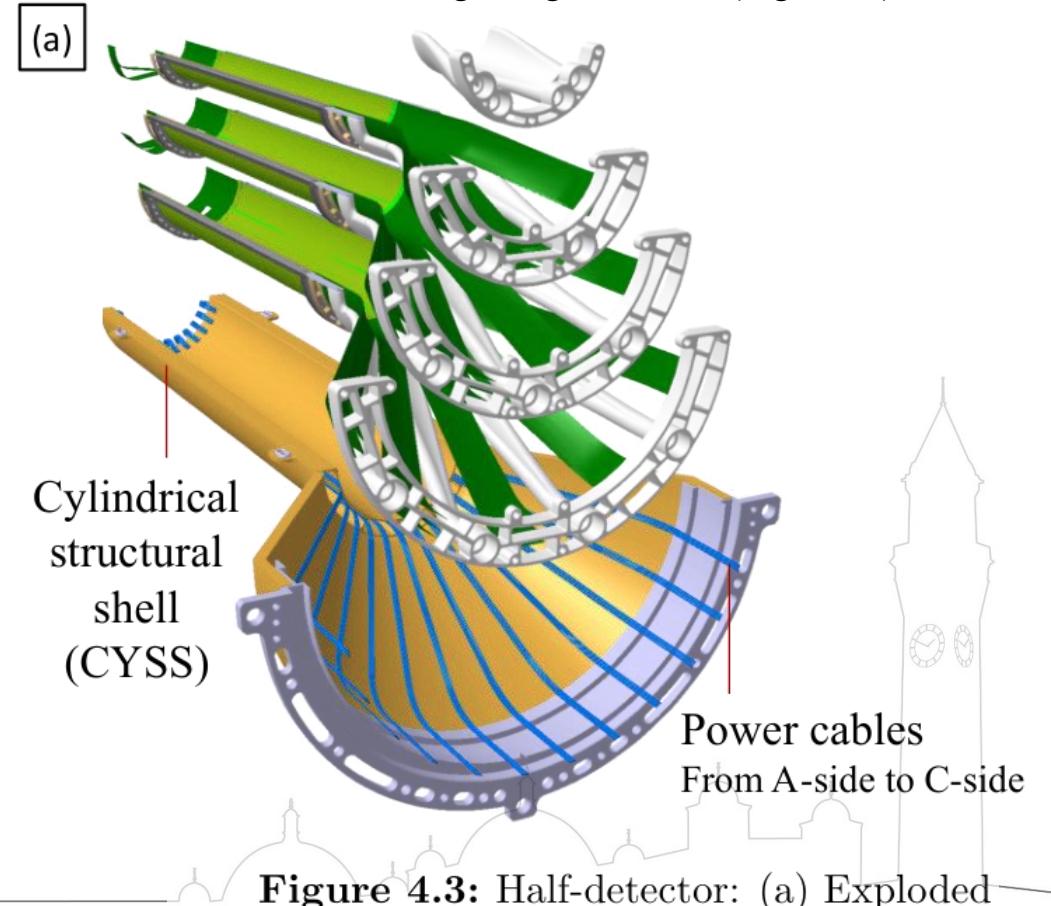 (a)
Cylindrical
structural
shell
(CYSS)
Power cables
From A-side to C-side
Figure 4.3: Half-detector: (a) Exploded